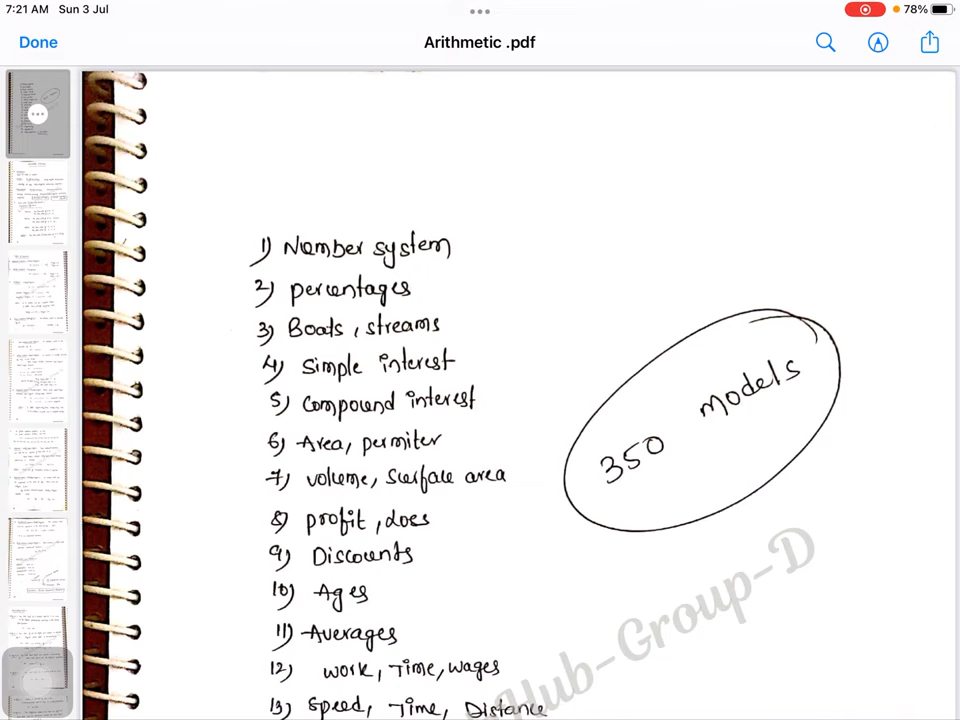 7:21 AM Sun 3 Jul
78%
Done
Arithmetic .pdf
1) Number system
2) percentages
3) Boats, streams
4) Simple interest
5) Compound interest
6) Area, permiter
7) volume, surface area
8) profit, loss
9) Discounts
10) Ages
11) Averages
12) work, Time, wages
13) Speed, Time, Distance
350 models
Hub-Group-D